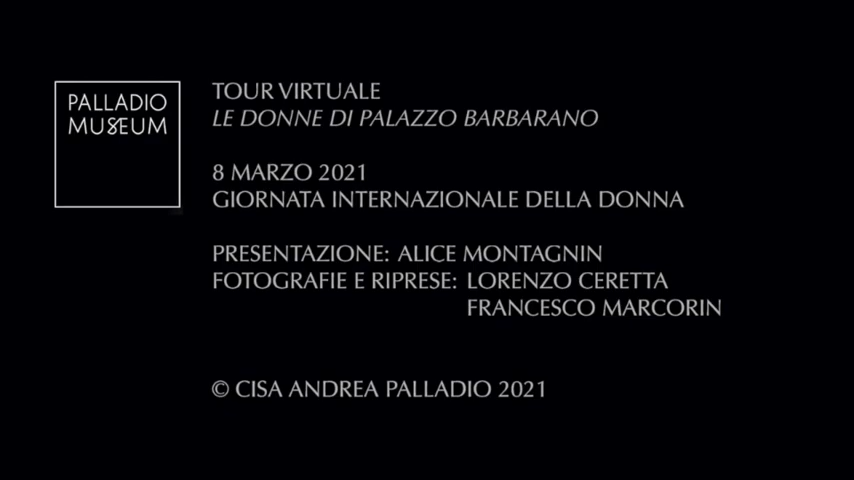 PALLADIO
MUSEUM
TOUR VIRTUALE
LE DONNE DI PALAZZO BARBARANO
8 MARZO 2021
GIORNATA INTERNAZIONALE DELLA DONNA
PRESENTAZIONE: ALICE MONTAGNIN
FOTOGRAFIE E RIPRESE: LORENZO CERETTA
FRANCESCO MARCORIN
© CISA ANDREA PALLADIO 2021